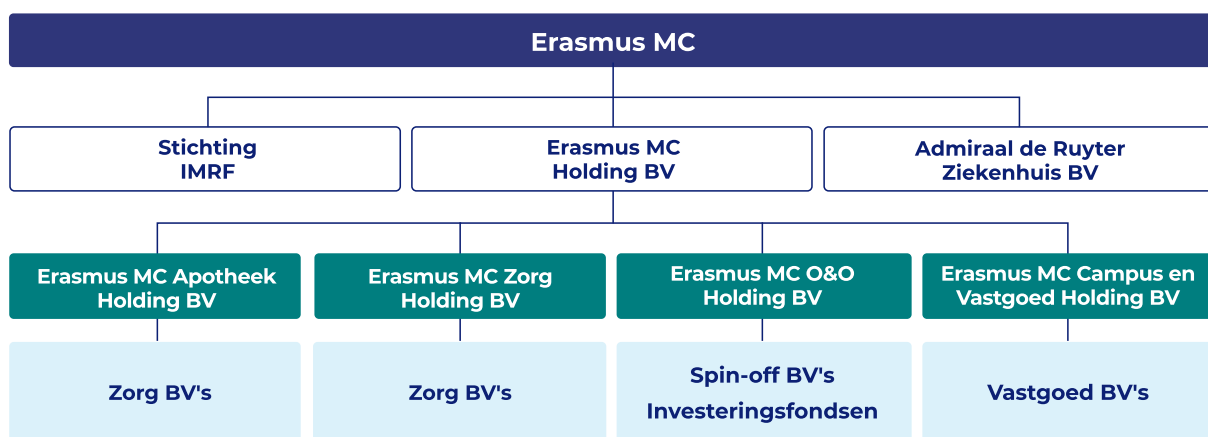 Erasmus MC
Stichting
IMRF
Erasmus MC
Holding BV
Admiraal de Ruyter
Ziekenhuis BV
Erasmus MC Apotheek
Holding BV
Erasmus MC Zorg
Holding BV
Erasmus MC O&O
Holding BV
Erasmus MC Campus en
Vastgoed Holding BV
Zorg BV's
Zorg BV's
Spin-off BV's
Investeringsfondsen
Vastgoed BV's